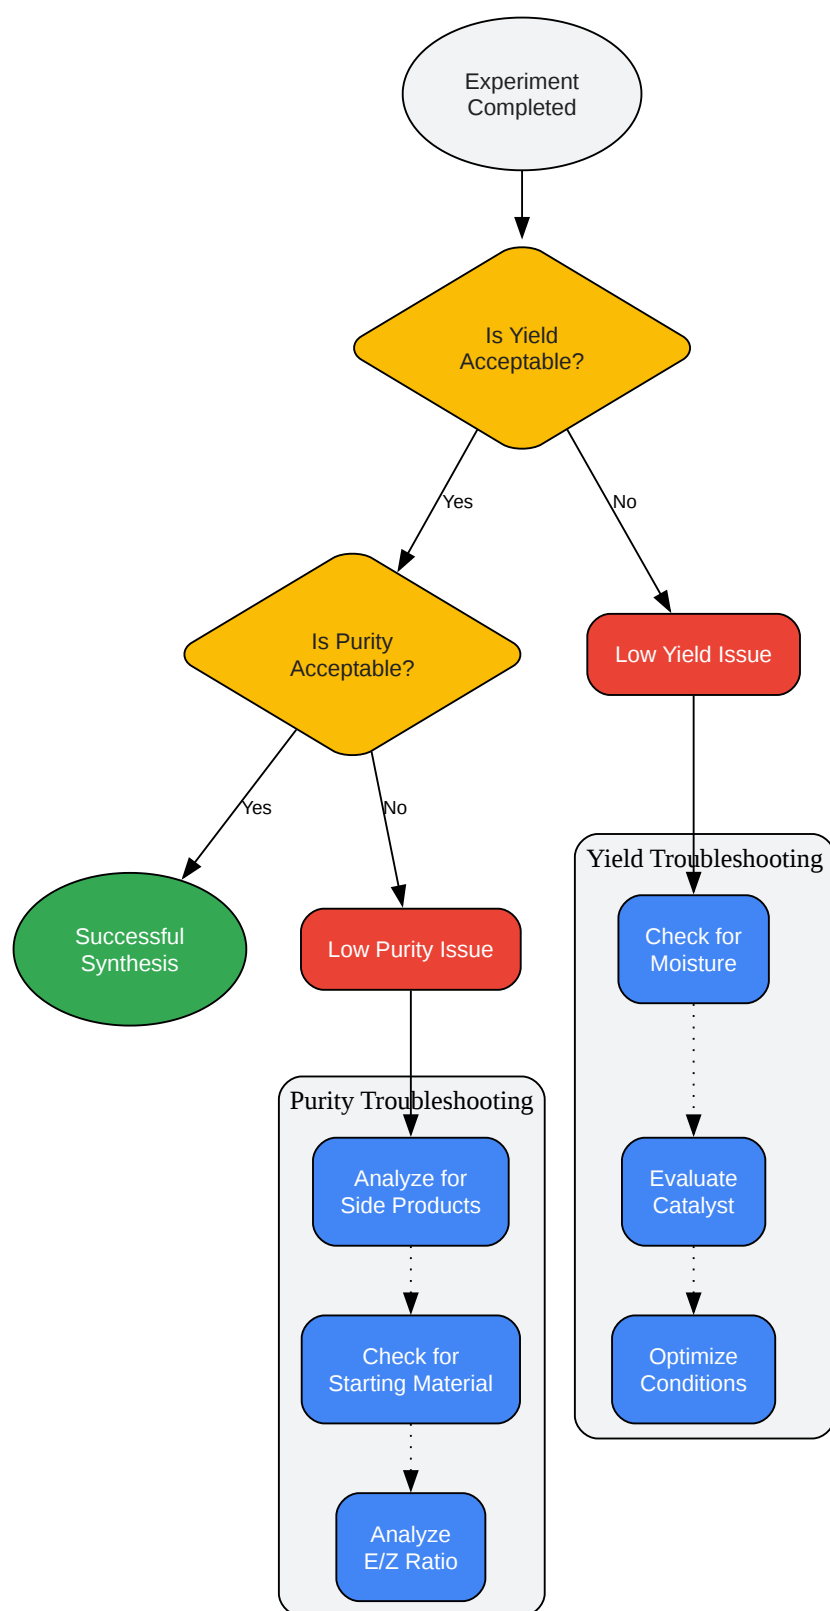 Experiment
Completed
Is Yield
Acceptable?
Yes
No
Is Purity
Acceptable?
Low Yield Issue
Yes
No
Yield Troubleshooting
Successful
Synthesis
Low Purity Issue
Check for
Moisture
Purity Troubleshooting
Analyze for
Side Products
Evaluate
Catalyst
Check for
Starting Material
Optimize
Conditions
Analyze
E/Z Ratio